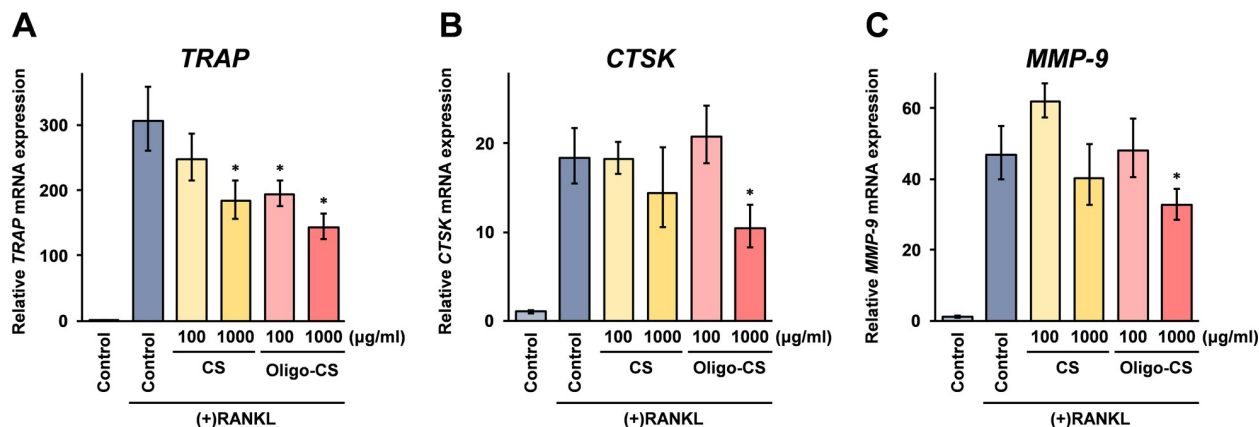 A
TRAP
Relative TRAP mRNA expression
300
200
100
0
Control
Control
100
1000
100
1000
(µg/ml)
CS
Oligo-CS
(+)RANKL
*
*
*
B
CTSK
Relative CTSK mRNA expression
20
10
0
Control
Control
100
1000
100
1000
(µg/ml)
CS
Oligo-CS
(+)RANKL
*
C
MMP-9
Relative MMP-9 mRNA expression
60
40
20
0
Control
Control
100
1000
100
1000
(µg/ml)
CS
Oligo-CS
(+)RANKL
*